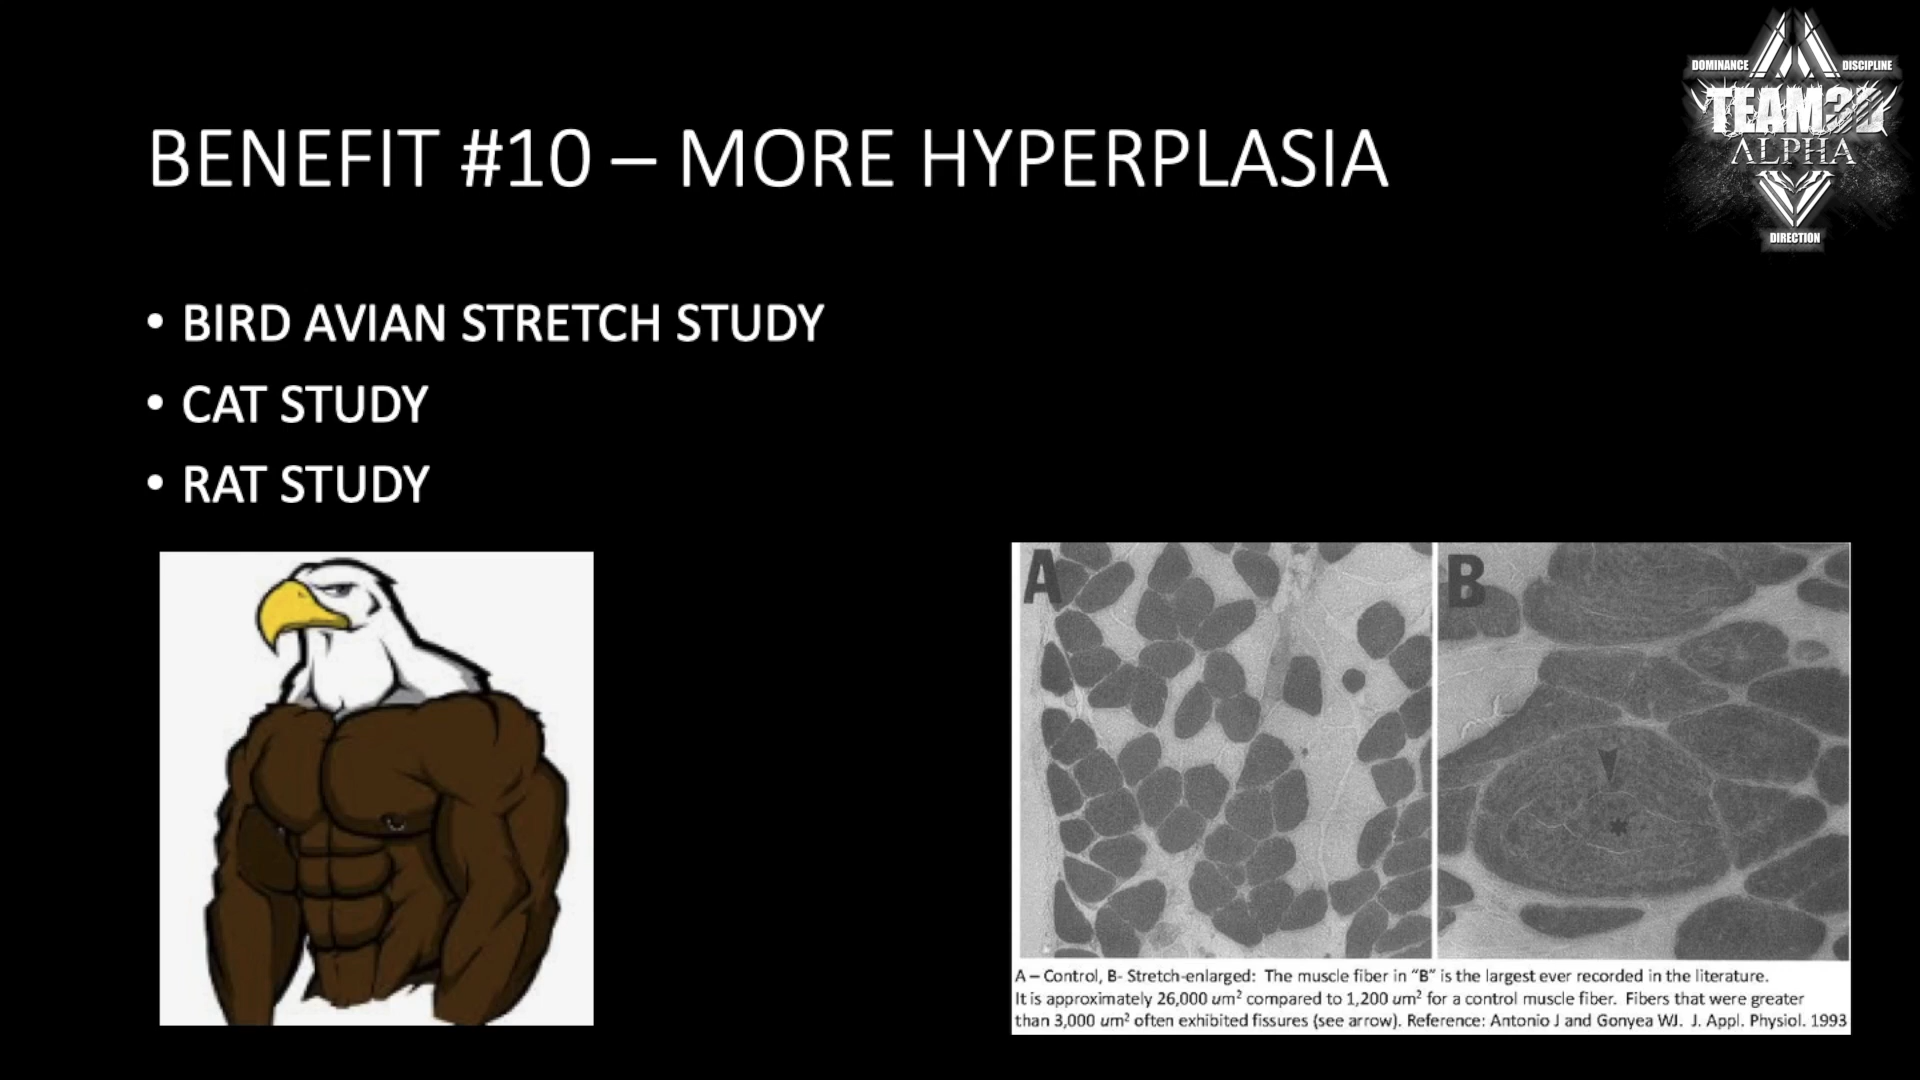 DOMINANCE
DISCIPLINE
TEAM3D
ALPHA
DIRECTION
BENEFIT #10 – MORE HYPERPLASIA
• BIRD AVIAN STRETCH STUDY
• CAT STUDY
• RAT STUDY
A
B
A – Control, B- Stretch-enlarged: The muscle fiber in “B” is the largest ever recorded in the literature.
It is approximately 26,000 um² compared to 1,200 um² for a control muscle fiber. Fibers that were greater
than 3,000 um² often exhibited fissures (see arrow). Reference: Antonio J and Gonyea WJ. J. Appl. Physiol. 1993